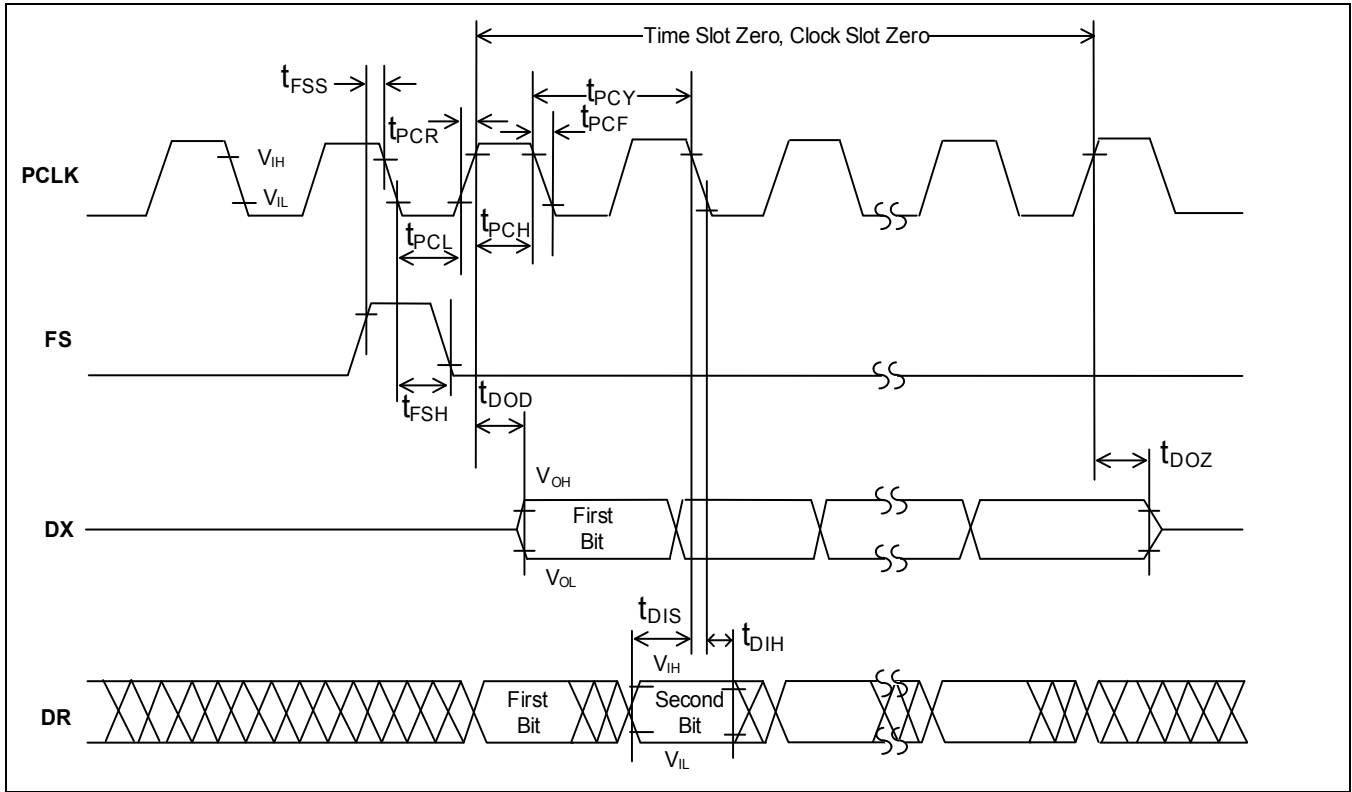 Time Slot Zero, Clock Slot Zero
tFSS
tPCY
tPCR
tPCF
PCLK
VIH
VIL
tPCL
tPCH
FS
tFSH
tDOD
tDOZ
VOH
DX
First
Bit
VOL
tDIS
tDIH
VIH
DR
First
Bit
Second
Bit
VIL